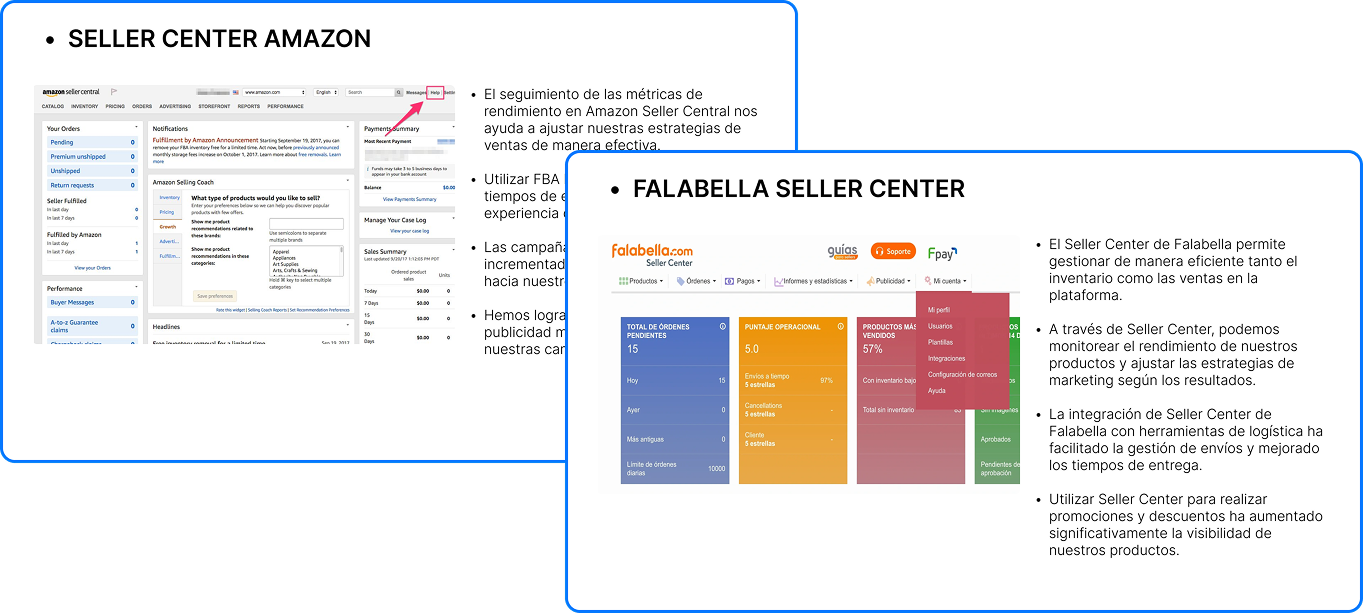 • SELLER CENTER AMAZON
amazon seller central
www.amazon.com
English
Search
Messages
Help
CATALOG INVENTORY PRICING ORDERS ADVERTISING STOREFRONT REPORTS PERFORMANCE
Your Orders
Pending 0
Premium unshipped 0
Unshipped 0
Return requests 0
Seller Fulfilled
In last day 0
In last 7 days 0
Fulfilled by Amazon
In last day 1
In last 7 days 1
View your Orders
Performance
Buyer Messages 0
A-to-z Guarantee
claims 0
Notifications
Fulfillment by Amazon Announcement Starting September 19, 2017, you can
remove your FBA inventory for free for a limited time. Act now, before previously announced
monthly storage fees increase on October 1, 2017. Learn more about free removals. Learn
more
Amazon Selling Coach
Inventory
Pricing
Growth
Adverti...
Fulfillm...
What type of products would you like to sell?
Enter your preferences below so we can help you discover popular
products with few offers.
Show me product
recommendations related to
these brands:
Use semicolons to separate
multiple brands
Show me product
recommendations in these
categories:
Apparel
Appliances
Art Supplies
Arts, Crafts & Sewing
Hold ⌘ key to select multiple
categories
Save preferences
Rate this widget | Selling Coach Reports | Set Recommendation Preferences
Headlines
Free inventory removal for a limited time Sep 19, 2017
Payments Summary
Most Recent Payment
Funds may take 3 to 5 business days to
appear in your bank account
Balance $0.00
View Payments Summary
Manage Your Case Log
View your case log
Sales Summary
Last updated 9/20/17 1:12:05 PM PDT
Ordered product
sales
Units
Today $0.00 0
7 Days $0.00 0
15
Days $0.00 0
30
Days $0.00 0
• El seguimiento de las métricas de
rendimiento en Amazon Seller Central nos
ayuda a ajustar nuestras estrategias de
ventas de manera efectiva.
• Utilizar FBA
tiempos de e
experiencia
• Las campaña
incrementad
hacia nuestr
• Hemos logra
publicidad m
nuestras can
• FALABELLA SELLER CENTER
falabella.com
Seller Center
guías
Soporte
Fpay
Productos
Órdenes
Pagos
Informes y estadísticas
Publicidad
Mi cuenta
Mi perfil
Usuarios
Plantillas
Integraciones
Configuración de correos
Ayuda
TOTAL DE ÓRDENES
PENDIENTES
15
Hoy 15
Ayer 0
Más antiguas 0
Límite de órdenes
diarias 10000
PUNTAJE OPERACIONAL
5.0
Envíos a tiempo
5 estrellas 97%
Cancellations
5 estrellas -
Cliente
5 estrellas -
PRODUCTOS MÁS
VENDIDOS
57%
Con inventario bajo
Total sin inventario
Sin imágenes
Aprobados
Pendientes de
aprobación
• El Seller Center de Falabella permite
gestionar de manera eficiente tanto el
inventario como las ventas en la
plataforma.
• A través de Seller Center, podemos
monitorear el rendimiento de nuestros
productos y ajustar las estrategias de
marketing según los resultados.
• La integración de Seller Center de
Falabella con herramientas de logística ha
facilitado la gestión de envíos y mejorado
los tiempos de entrega.
• Utilizar Seller Center para realizar
promociones y descuentos ha aumentado
significativamente la visibilidad de
nuestros productos.